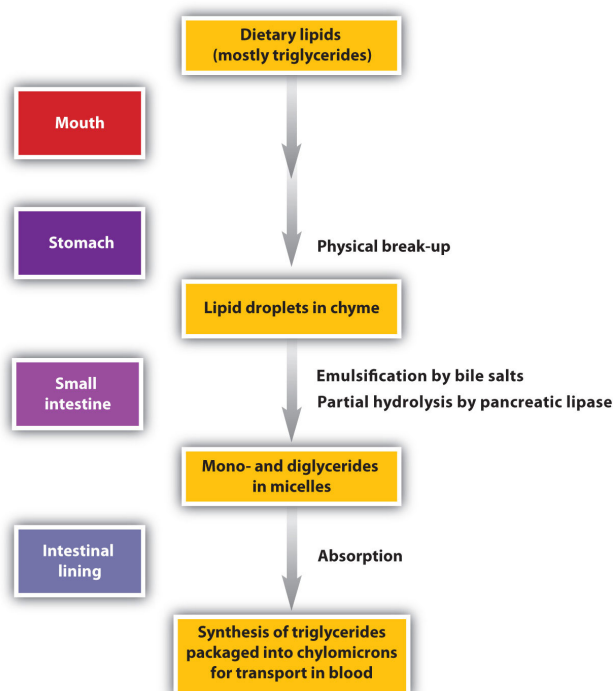 Dietary lipids
(mostly triglycerides)
Mouth
Stomach
Physical break-up
Lipid droplets in chyme
Small
intestine
Emulsification by bile salts
Partial hydrolysis by pancreatic lipase
Mono- and diglycerides
in micelles
Intestinal
lining
Absorption
Synthesis of triglycerides
packaged into chylomicrons
for transport in blood